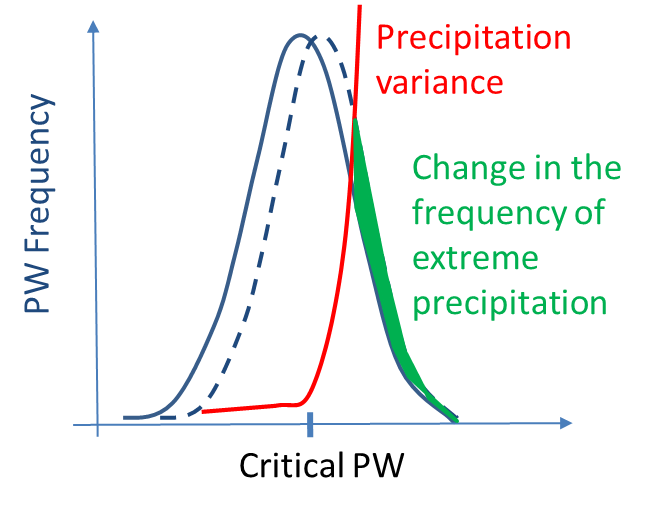 Precipitation
variance
Change in the
frequency of
extreme
precipitation
PW Frequency
Critical PW